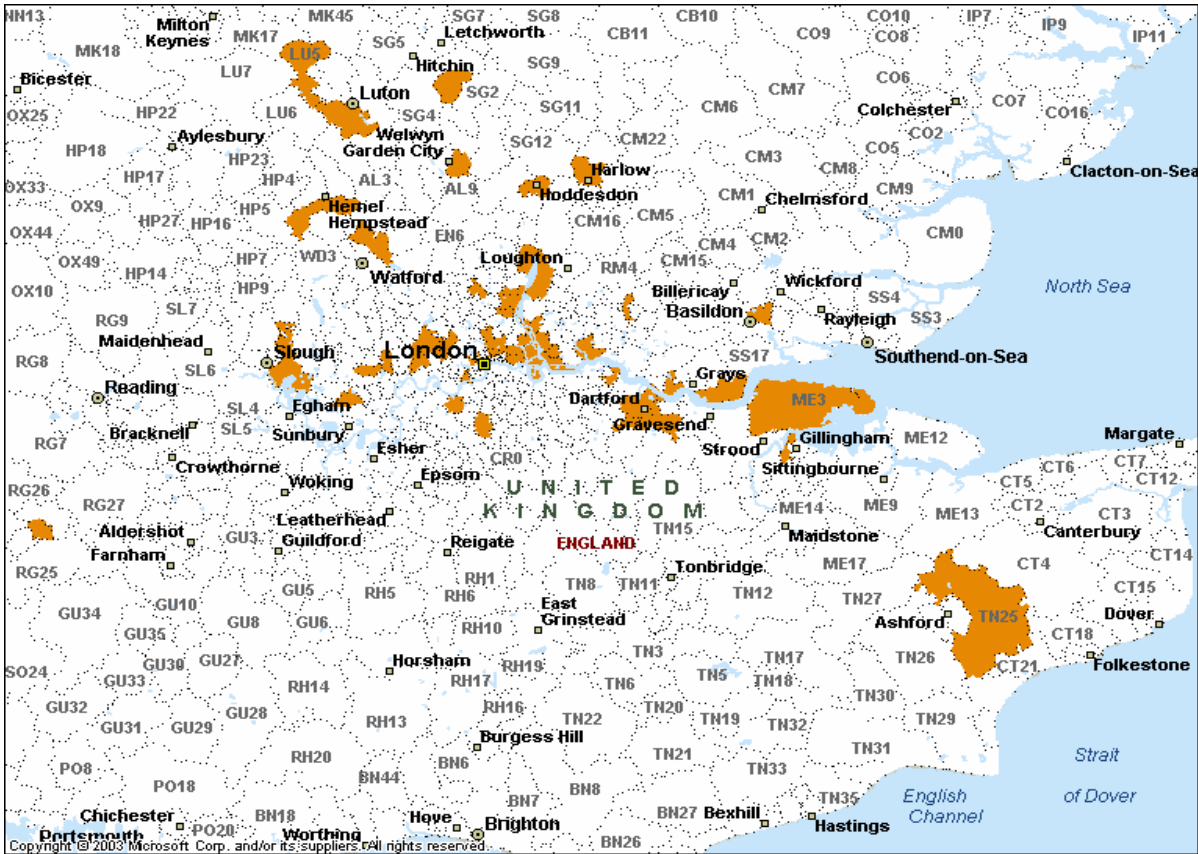 NN13
Milton
Keynes
MK45
SG7
SG8
CB10
CO10
IP7
IP9
MK18
MK17
SG5
Letchworth
CB11
CO9
CO8
IP11
Bicester
LU7
LU5
Hitchin
SG9
CO6
OX25
HP22
LU6
Luton
SG4
SG2
SG11
CM7
CM6
Colchester
CO7
CO16
Aylesbury
Welwyn
Garden City
SG12
CM22
CO2
HP18
HP23
CM3
CO5
HP17
HP4
AL3
AL9
Harlow
CM8
Clacton-on-Sea
OX33
Hoddesdon
CM1
CM9
OX9
HP27
HP16
HP5
Hemel
Hempstead
CM16
CM5
Chelmsford
OX44
EN6
CM4
CM2
CM0
OX49
HP14
HP7
WD3
Watford
Loughton
RM4
CM15
OX10
HP9
Billericay
Wickford
North Sea
SL7
Basildon
Rayleigh
SS4
SS3
RG9
Maidenhead
Slough
London
SS17
Southend-on-Sea
RG8
SL6
Reading
Grays
SL4
Egham
Dartford
ME3
Bracknell
SL5
Sunbury
Gravesend
RG7
Esher
Strood
Gillingham
ME12
Margate
Crowthorne
CR0
Sittingbourne
CT6
CT7
RG26
Woking
Epsom
CT5
CT12
RG27
UNITED
KINGDOM
ME14
ME9
ME13
CT2
CT3
Aldershot
Leatherhead
TN15
Maidstone
Canterbury
Farnham
GU3
Guildford
Reigate
ENGLAND
RG25
RH1
TN8
TN11
Tonbridge
ME17
CT4
CT14
GU10
GU5
RH5
RH6
TN12
TN27
CT15
GU34
GU8
GU6
RH10
East
Grinstead
Ashford
TN25
Dover
GU35
CT18
SO24
GU30
GU27
Horsham
RH19
TN3
TN17
TN26
CT21
Folkestone
GU33
RH14
RH17
TN6
TN5
TN18
GU32
GU28
RH16
TN20
TN30
GU31
GU29
RH13
TN22
TN19
TN32
TN29
Burgess Hill
RH20
TN21
TN31
Strait
of Dover
PO8
BN44
BN6
TN33
PO18
BN8
English
Channel
Chichester
BN18
BN7
BN27
Bexhill
TN35
Portsmouth
PO20
Worthing
Hove
Brighton
BN26
Hastings
Copyright © 2003 Microsoft Corp. and/or its suppliers. All rights reserved.